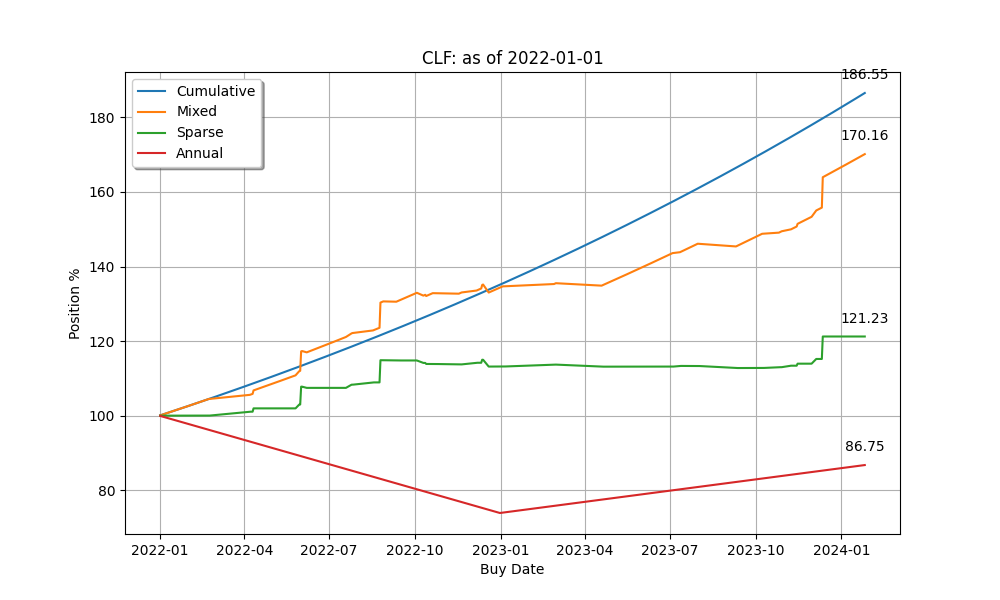 CLF: as of 2022-01-01
186.55
Cumulative
Mixed
Sparse
Annual
170.16
121.23
86.75
180
160
140
120
100
80
Position %
2022-01 2022-04 2022-07 2022-10 2023-01 2023-04 2023-07 2023-10 2024-01
Buy Date